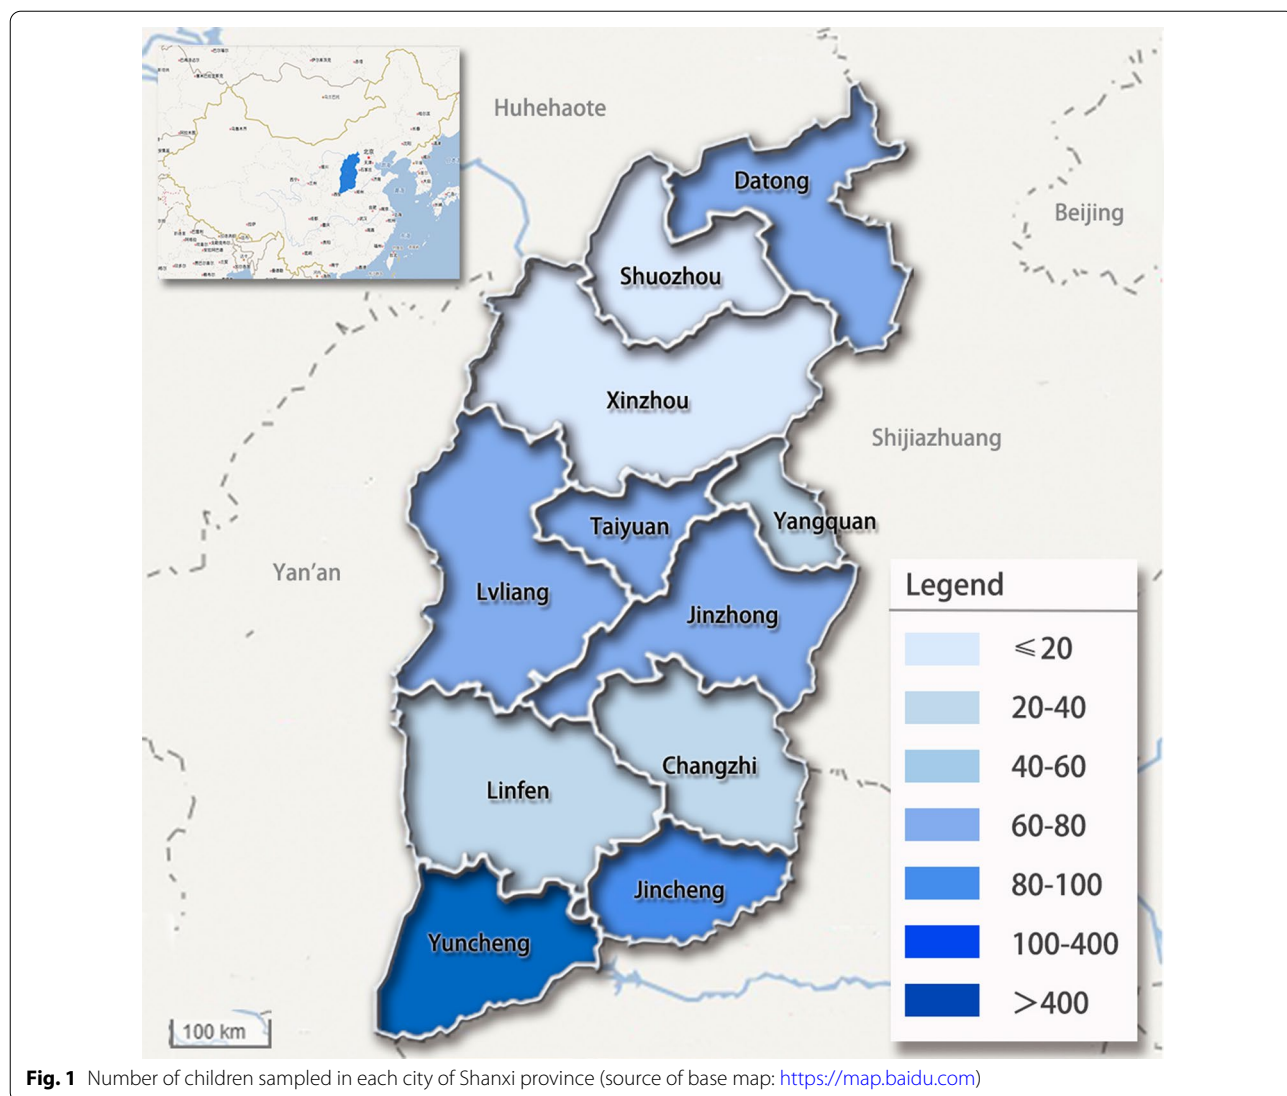 Huhehaote
Datong
Beijing
Shuozhou
Xinzhou
Shijiazhuang
Yangquan
Taiyuan
Yan’an
Lvliang
Jinzhong
Legend
⩽20
20-40
40-60
60-80
80-100
100-400
>400
Changzhi
Linfen
Jincheng
Yuncheng
100 km
Fig. 1 Number of children sampled in each city of Shanxi province (source of base map: https://map.baidu.com)